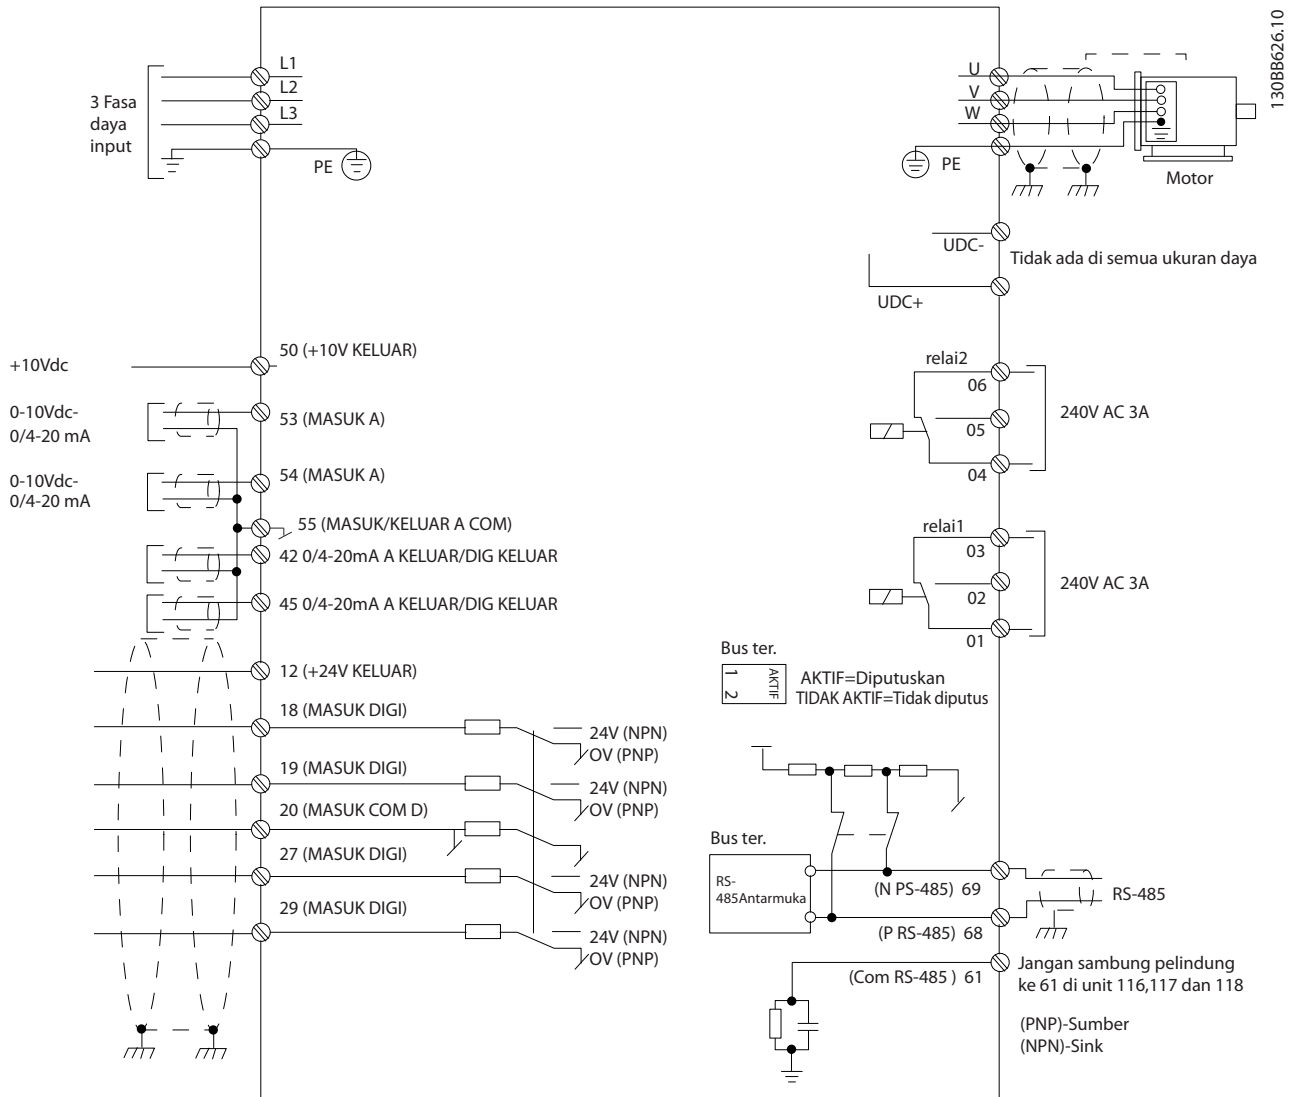 130BB626.10
3 Fasa
daya
input
L1
L2
L3
PE
U
V
W
PE
Motor
UDC-
Tidak ada di semua ukuran daya
UDC+
+10Vdc
50 (+10V KELUAR)
0-10Vdc-
0/4-20 mA
53 (MASUK A)
0-10Vdc-
0/4-20 mA
54 (MASUK A)
55 (MASUK/KELUAR A COM)
42 0/4-20mA A KELUAR/DIG KELUAR
45 0/4-20mA A KELUAR/DIG KELUAR
12 (+24V KELUAR)
18 (MASUK DIGI)
24V (NPN)
OV (PNP)
19 (MASUK DIGI)
24V (NPN)
OV (PNP)
20 (MASUK COM D)
27 (MASUK DIGI)
24V (NPN)
OV (PNP)
29 (MASUK DIGI)
24V (NPN)
OV (PNP)
relai2
06
05
04
240V AC 3A
relai1
03
02
01
240V AC 3A
Bus ter.
1
2
AKTIF
AKTIF=Diputuskan
TIDAK AKTIF=Tidak diputus
Bus ter.
RS-
485Antarmuka
(N PS-485) 69
RS-485
(P RS-485) 68
(Com RS-485 ) 61
Jangan sambung pelindung
ke 61 di unit 116,117 dan 118
(PNP)-Sumber
(NPN)-Sink